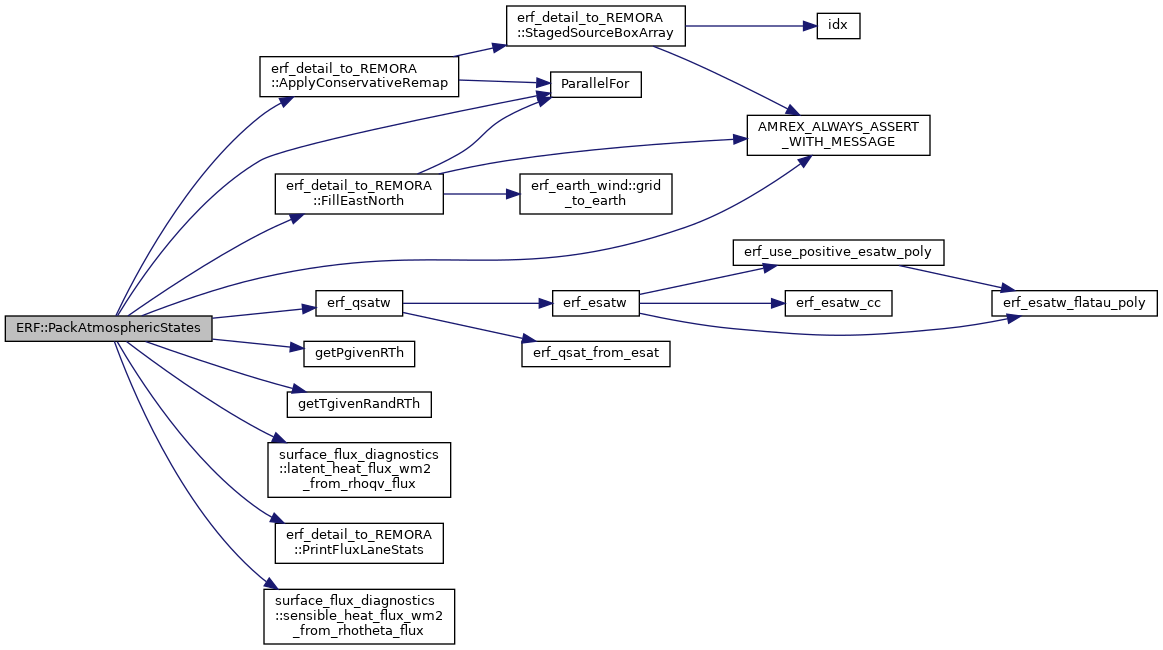 erf_detail_to_REMORA
::StagedSourceBoxArray
idx
erf_detail_to_REMORA
::ApplyConservativeRemap
ParallelFor
AMREX_ALWAYS_ASSERT
_WITH_MESSAGE
erf_detail_to_REMORA
::FillEastNorth
erf_earth_wind::grid
_to_earth
erf_use_positive_esatw_poly
ERF::PackAtmosphericStates
erf_qsatw
erf_esatw
erf_esatw_cc
erf_esatw_flatau_poly
getPgivenRTh
erf_qsat_from_esat
getTgivenRandRTh
surface_flux_diagnostics
::latent_heat_flux_wm2
_from_rhoqv_flux
erf_detail_to_REMORA
::PrintFluxLaneStats
surface_flux_diagnostics
::sensible_heat_flux_wm2
_from_rhotheta_flux